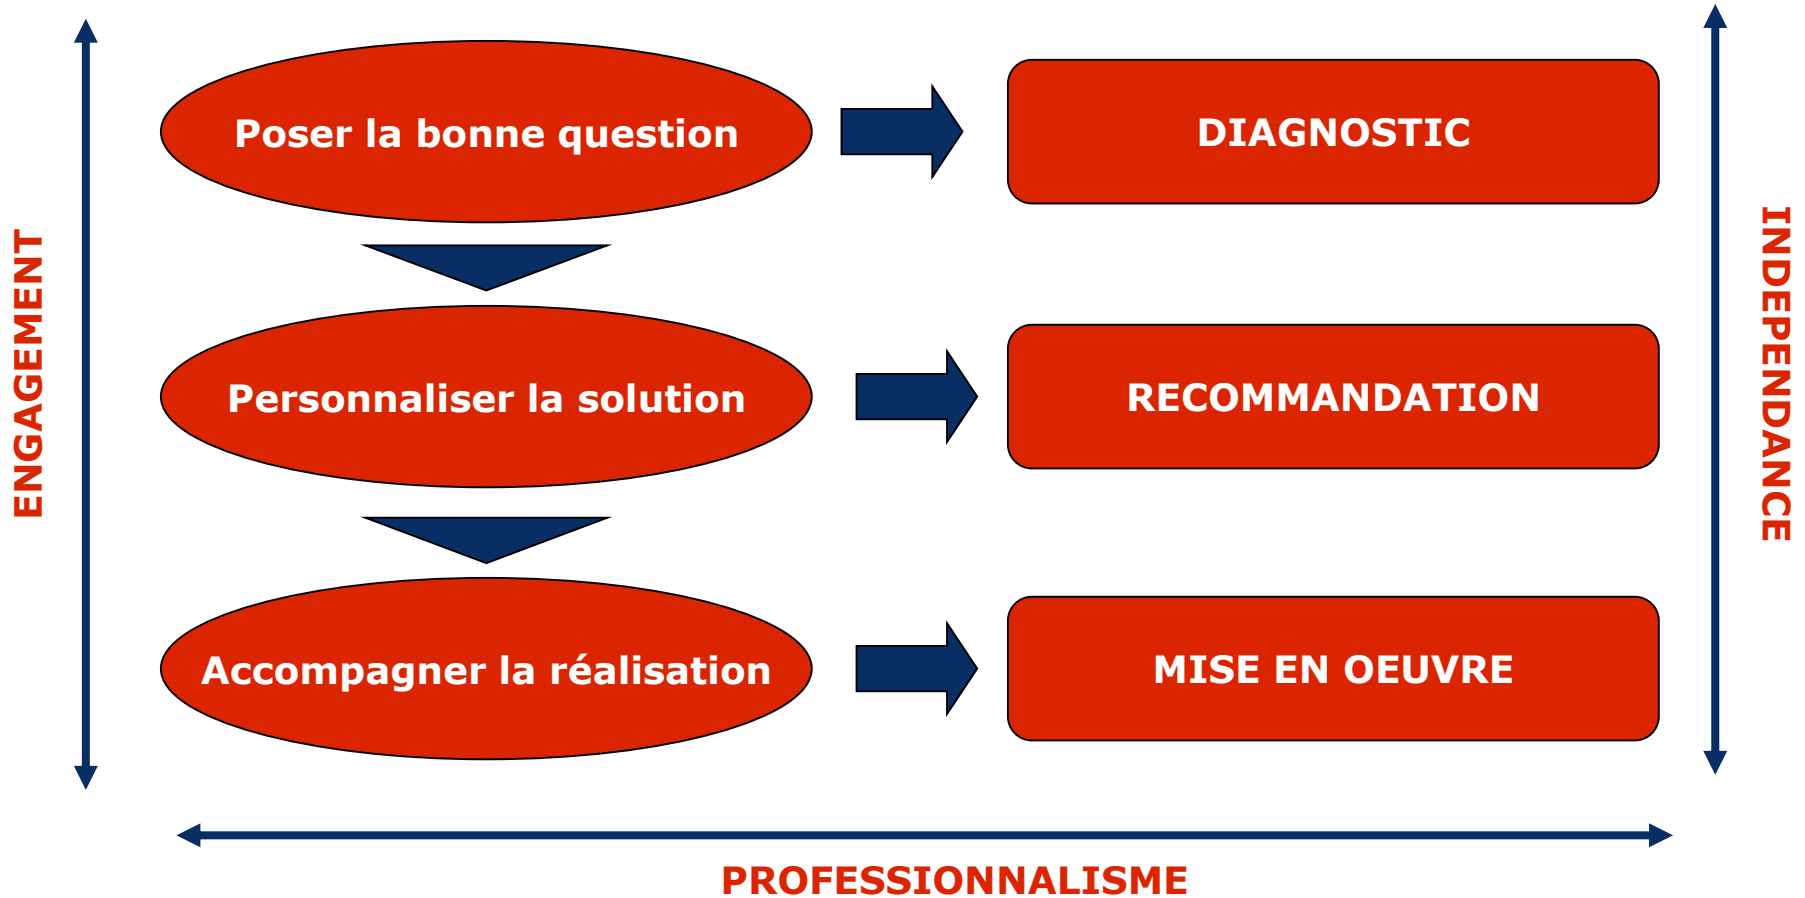 Poser la bonne question
DIAGNOSTIC
ENGAGEMENT
INDEPENDANCE
Personnaliser la solution
RECOMMANDATION
Accompagner la réalisation
MISE EN OEUVRE
PROFESSIONNALISME